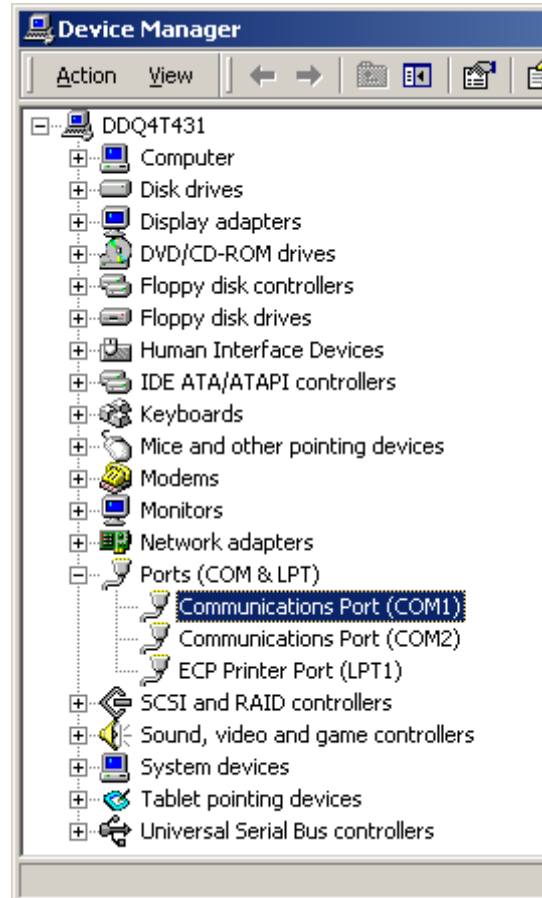 Device Manager
Action View
DDQ4T431
Computer
Disk drives
Display adapters
DVD/CD-ROM drives
Floppy disk controllers
Floppy disk drives
Human Interface Devices
IDE ATA/ATAPI controllers
Keyboards
Mice and other pointing devices
Modems
Monitors
Network adapters
Ports (COM & LPT)
Communications Port (COM1)
Communications Port (COM2)
ECP Printer Port (LPT1)
SCSI and RAID controllers
Sound, video and game controllers
System devices
Tablet pointing devices
Universal Serial Bus controllers